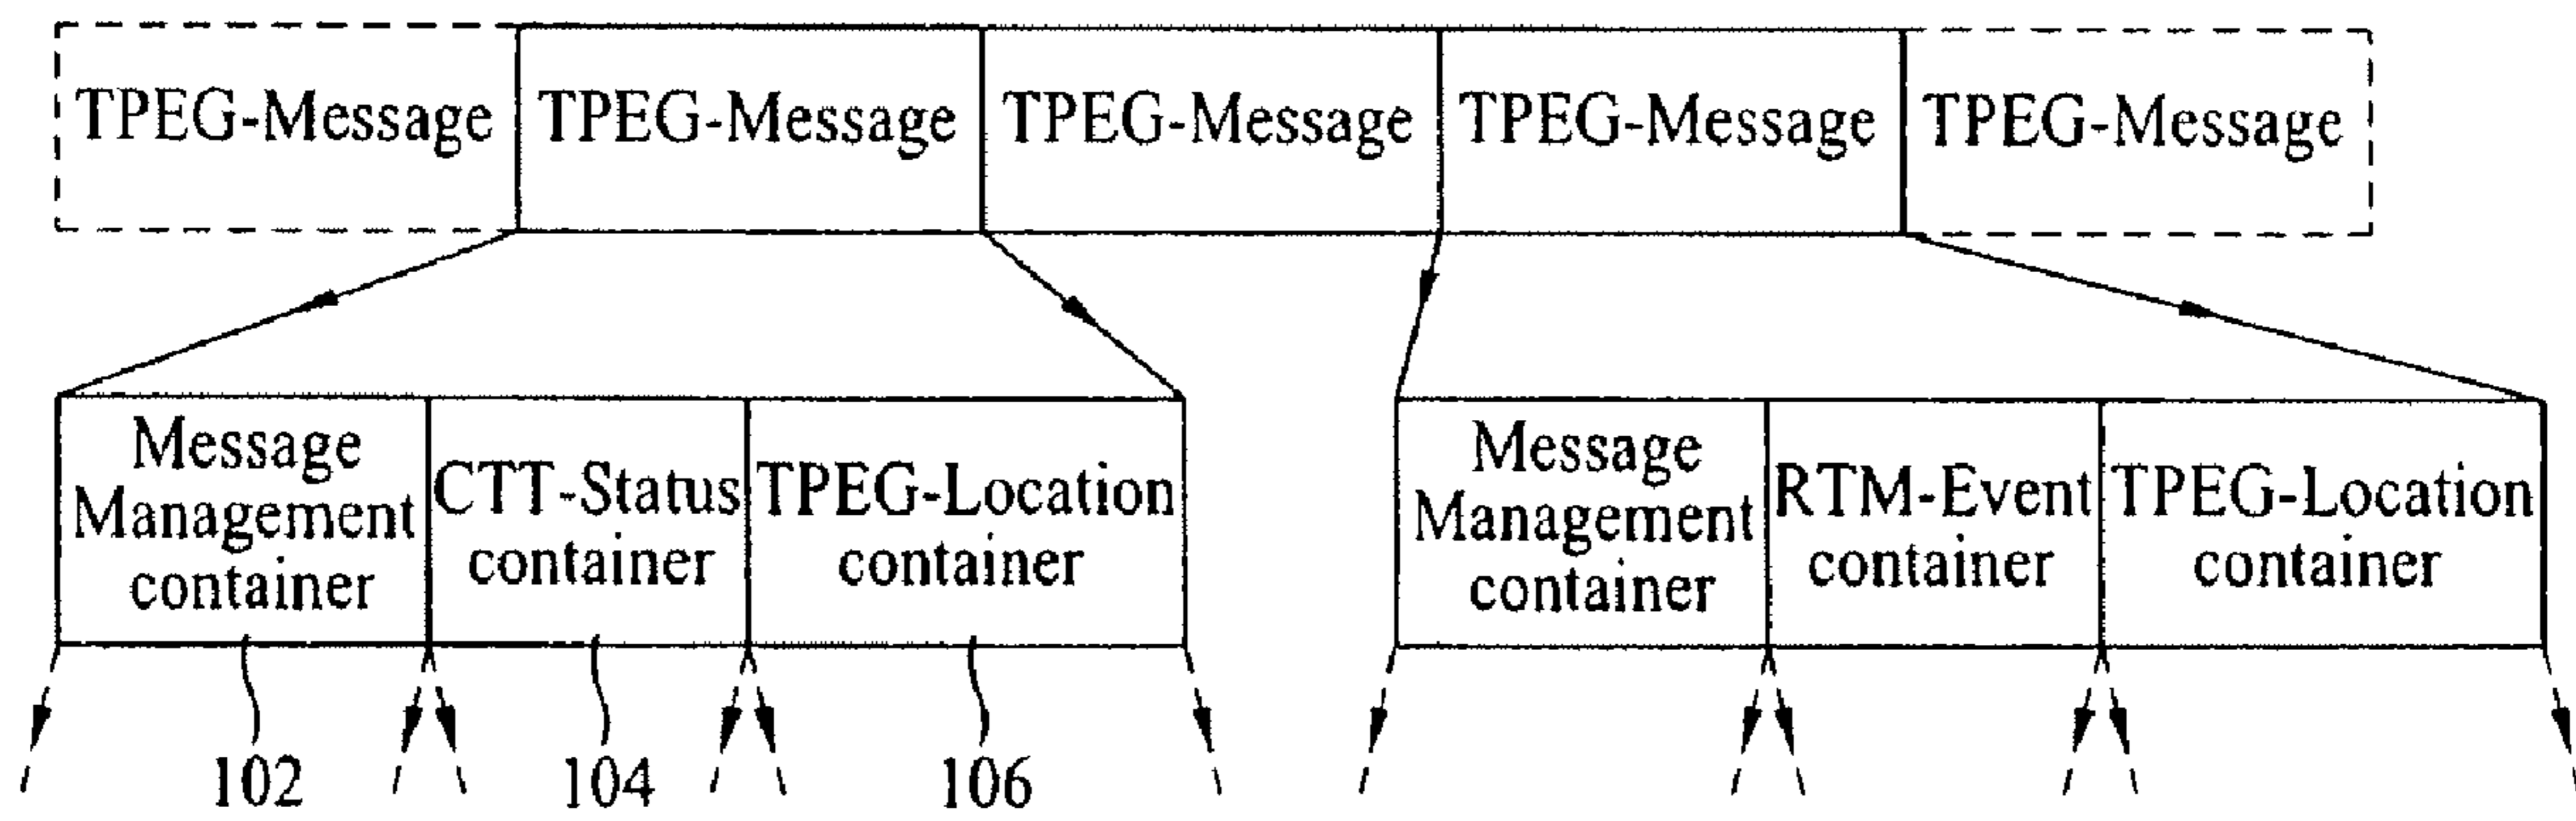 TPEG-Message TPEG-Message TPEG-Message TPEG-Message TPEG-Message
Message
Management
container
CTT-Status
container
TPEG-Location
container
Message
Management
container
RTM-Event
container
TPEG-Location
container
102 104 106